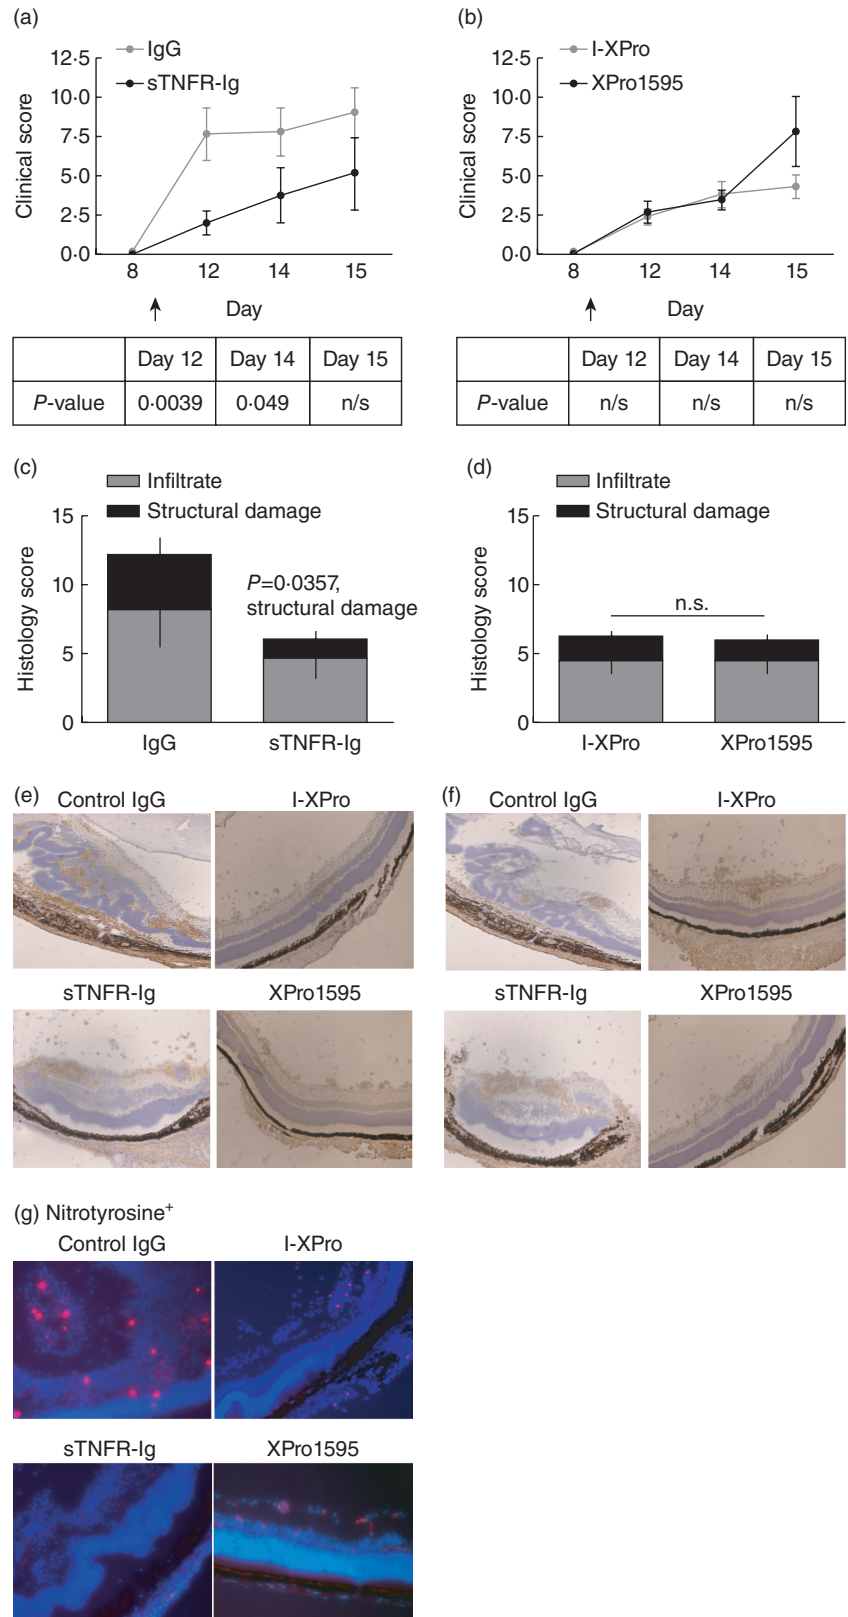 (a)
IgG
sTNFR-Ig
12·5
10·0
7·5
5·0
2·5
0·0
Clinical score
8 12 14 15
Day
Day 12 Day 14 Day 15
P-value 0·0039 0·049 n/s
(b)
I-XPro
XPro1595
12·5
10·0
7·5
5·0
2·5
0·0
Clinical score
8 12 14 15
Day
Day 12 Day 14 Day 15
P-value n/s n/s n/s
(c)
Infiltrate
Structural damage
15
10
5
0
Histology score
P=0·0357,
structural damage
IgG sTNFR-Ig
(d)
Infiltrate
Structural damage
15
10
5
0
Histology score
n.s.
I-XPro XPro1595
(e)
Control IgG I-XPro
sTNFR-Ig XPro1595
(f)
Control IgG I-XPro
sTNFR-Ig XPro1595
(g) Nitrotyrosine+
Control IgG I-XPro
sTNFR-Ig XPro1595